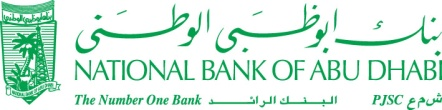 بنك أبوظبي الوطني
NATIONAL BANK OF ABU DHABI
The Number One Bank البنك الرائد PJSC ش م ع